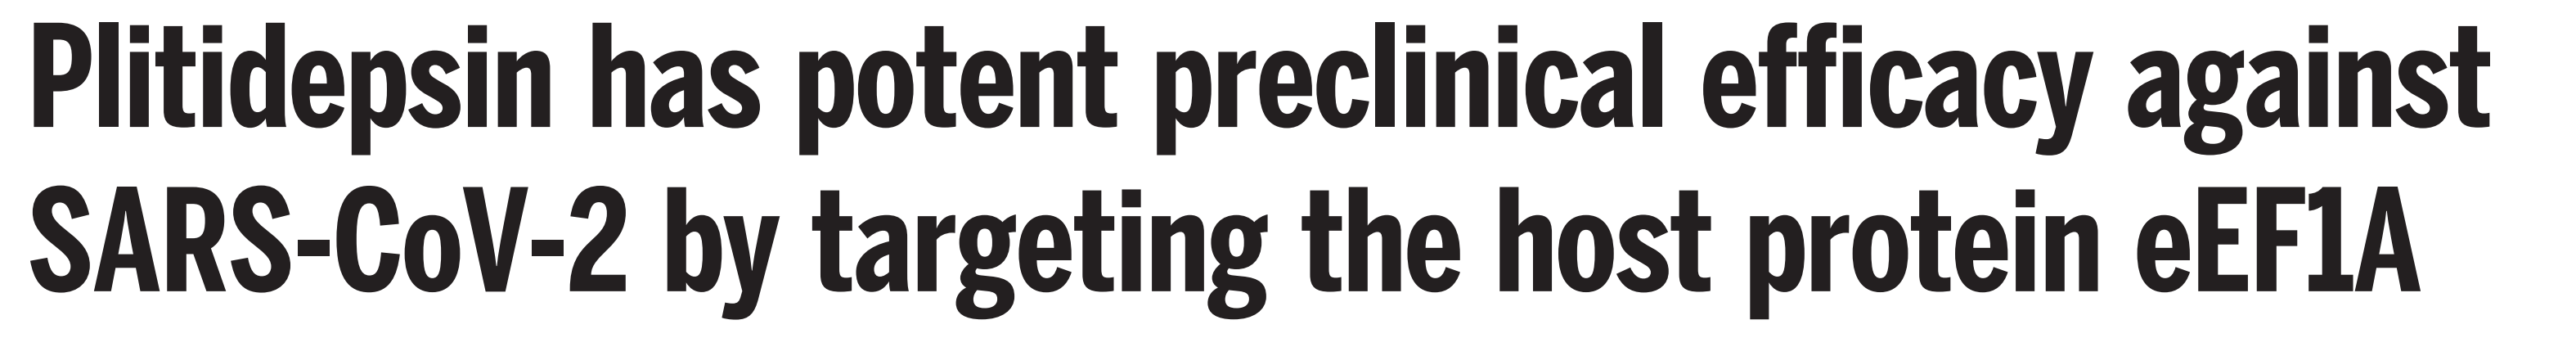 Plitidepsin has potent preclinical efficacy against
SARS-CoV-2 by targeting the host protein eEF1A